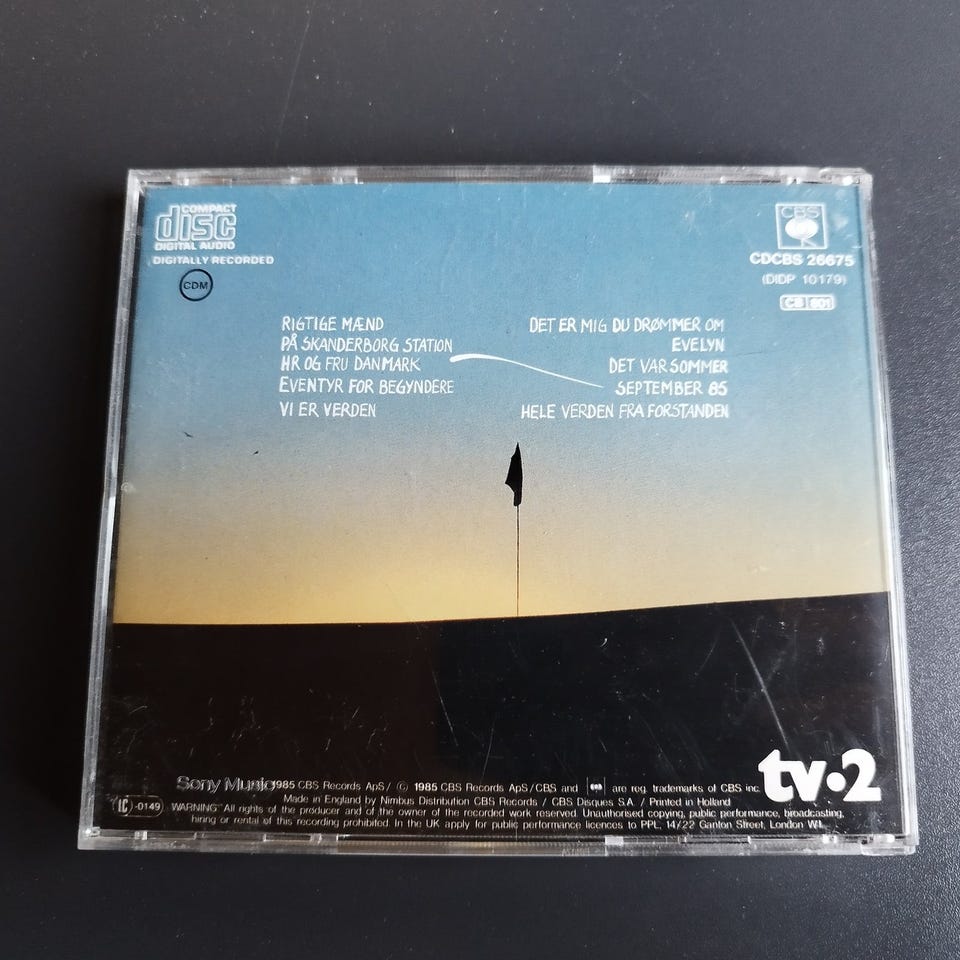 COMPACT
disc
DIGITAL AUDIO
DIGITALLY RECORDED
CDM
CBS
CDCBS 26675
(DIDP 10179)
CB 801
RIGTIGE MÆND
PÅ SKANDERBORG STATION
HR OG FRU DANMARK
EVENTYR FOR BEGYNDERE
VI ER VERDEN
DET ER MIG DU DRØMMER OM
EVELYN
DET VAR SOMMER
SEPTEMBER 85
HELE VERDEN FRA FORSTANDEN
tv·2
Sony Music 1985 CBS Records ApS / ⓒ 1985 CBS Records ApS/CBS and are reg. trademarks of CBS inc.
Made in England by Nimbus Distribution CBS Records / CBS Disques S.A. / Printed in Holland
IC -0149
WARNING" All rights of the producer and of the owner of the recorded work reserved. Unauthorised copying, public performance, broadcasting,
hiring or rental of this recording prohibited. In the UK apply for public performance licences to PPL, 14/22 Ganton Street, London W1.